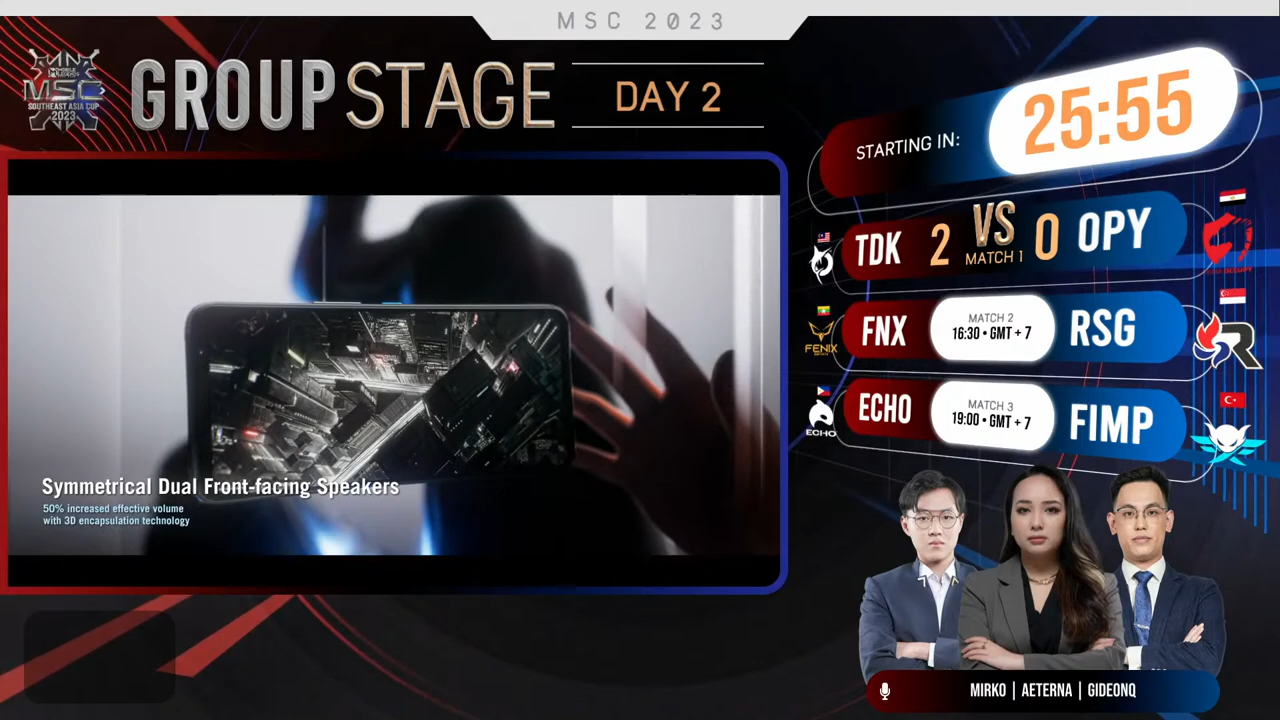 MSC 2023
MSC
SOUTHEAST ASIA CUP
2023
GROUP STAGE
DAY 2
STARTING IN:
25:55
TDK 2 VS 0 OPY
MATCH 1
FNX
MATCH 2
16:30 • GMT + 7
RSG
FENIX
ECHO
MATCH 3
19:00 • GMT + 7
FIMP
ECHO
Symmetrical Dual Front-facing Speakers
50% increased effective volume
with 3D encapsulation technology
MIRKO | AETERNA | GIDEONQ